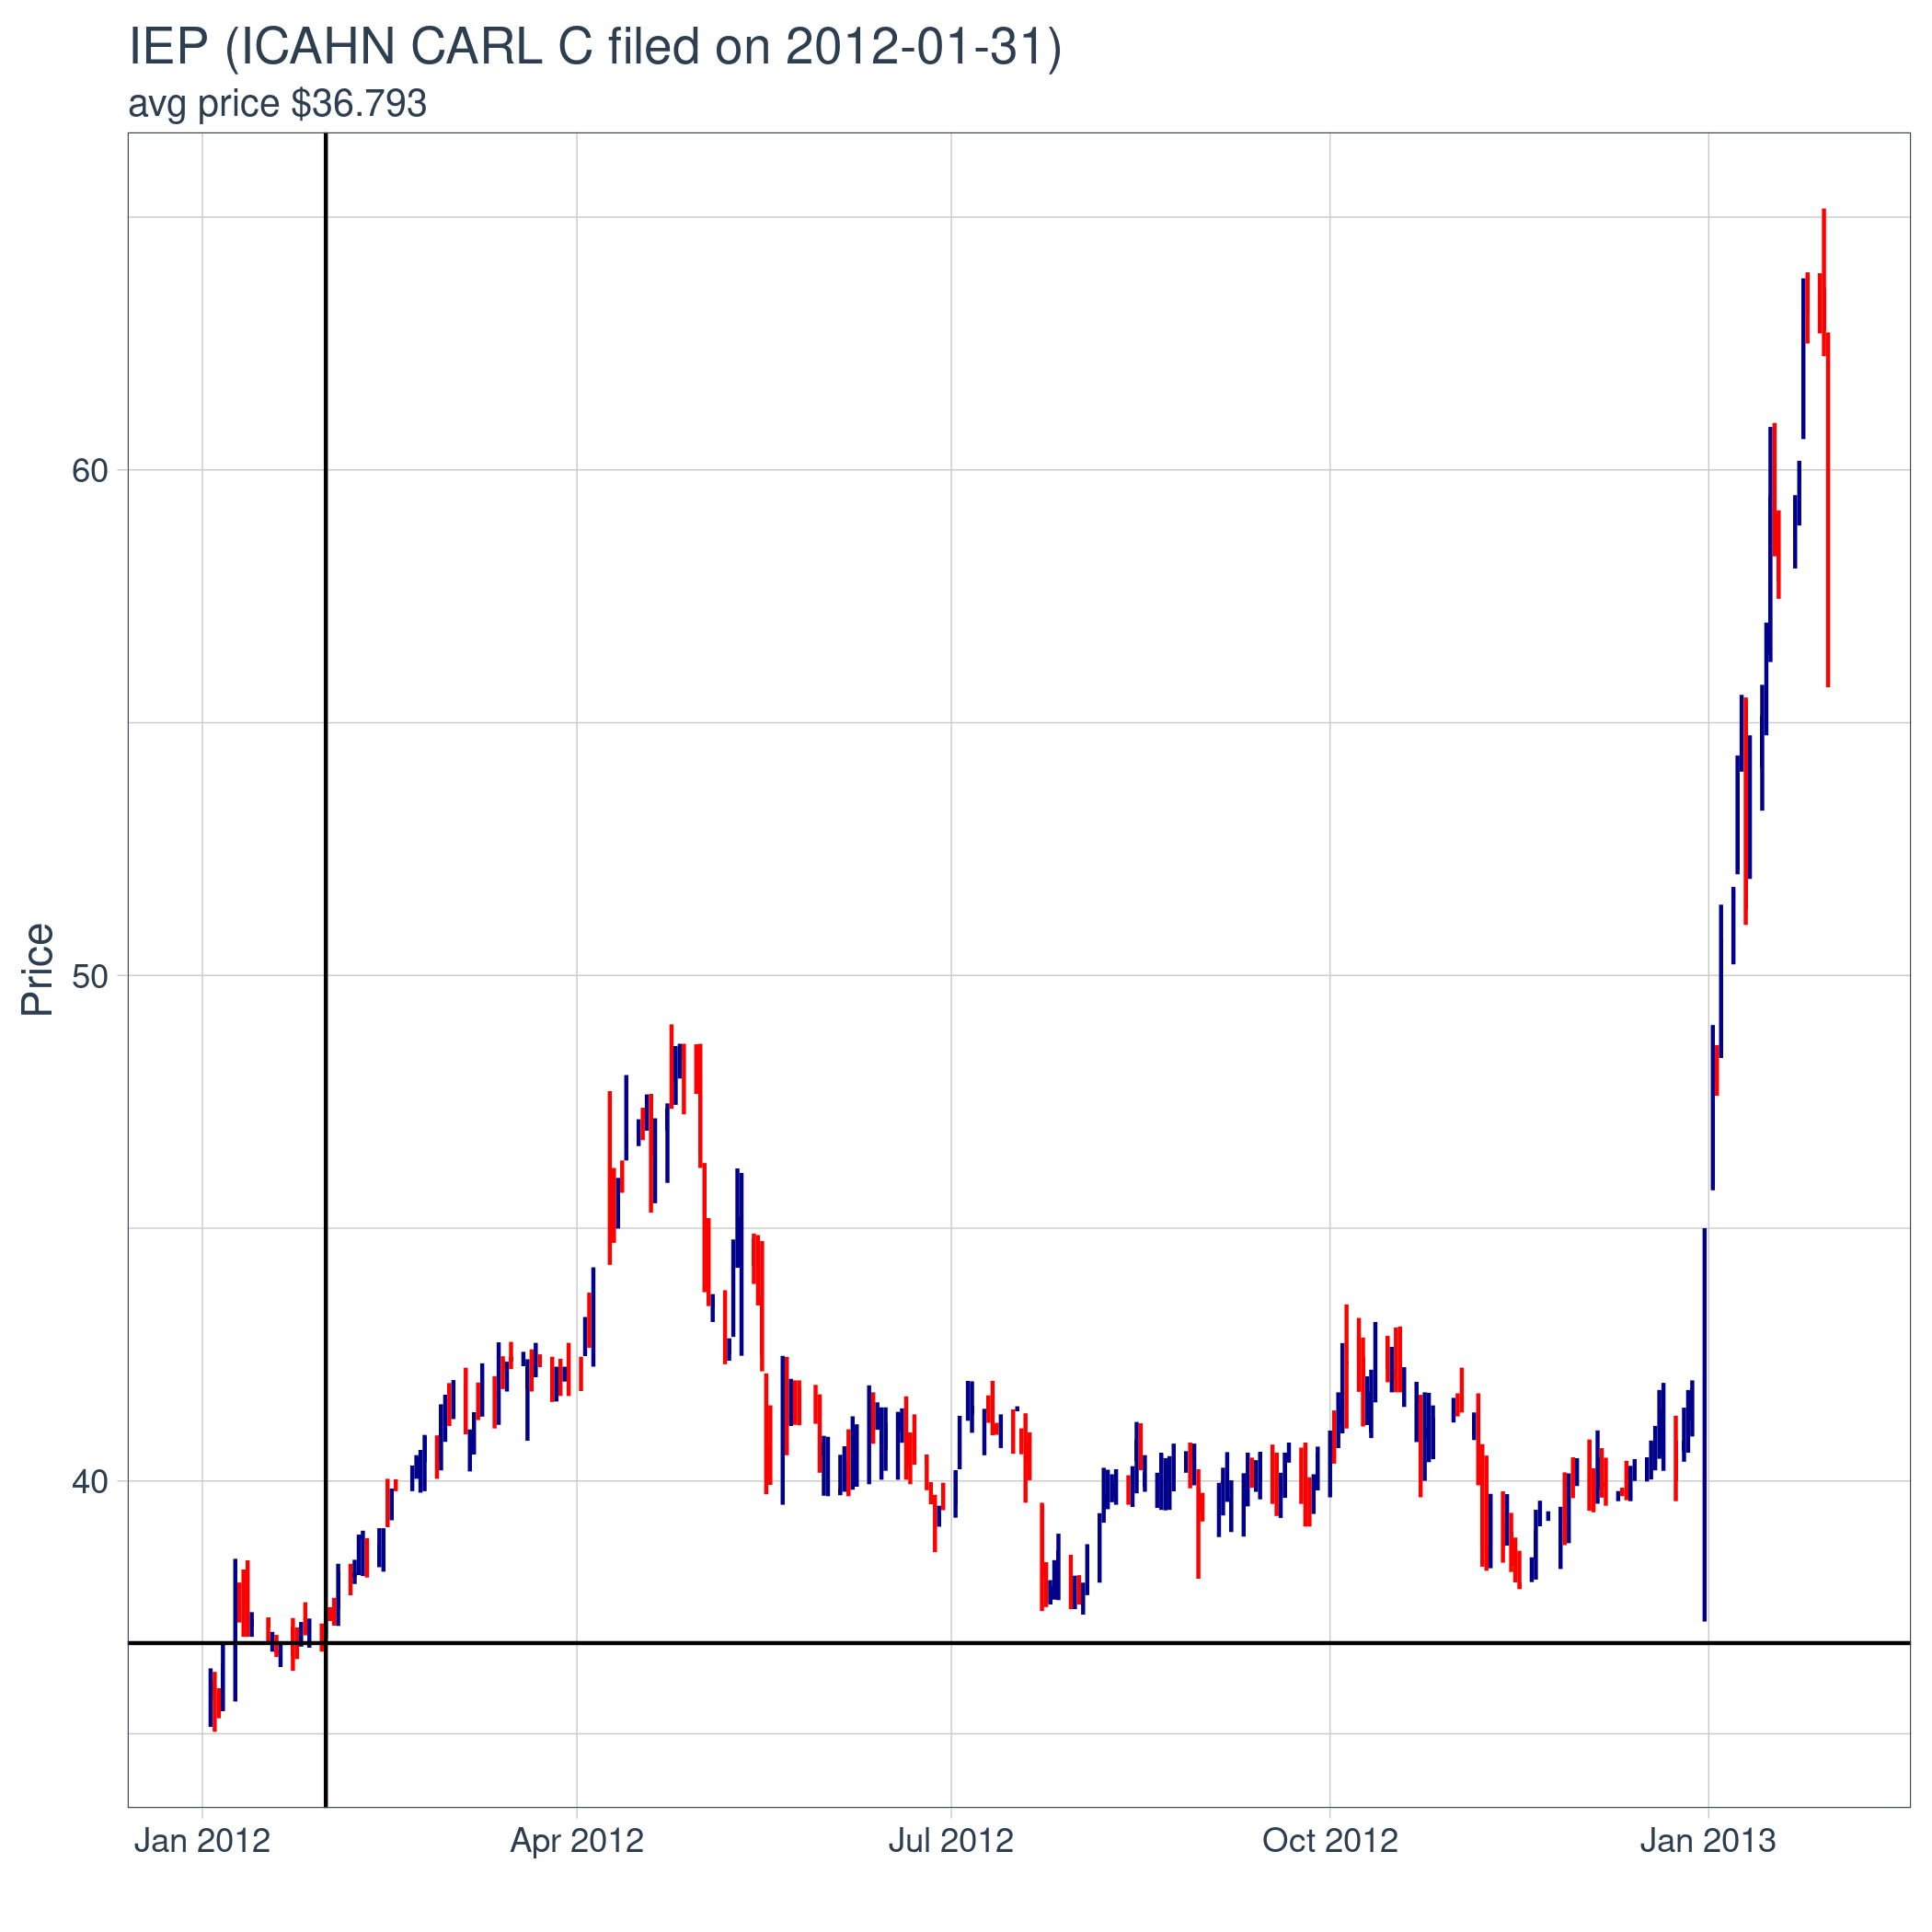 IEP (ICAHN CARL C filed on 2012-01-31)
avg price $36.793
60
50
40
Price
Jan 2012
Apr 2012
Jul 2012
Oct 2012
Jan 2013